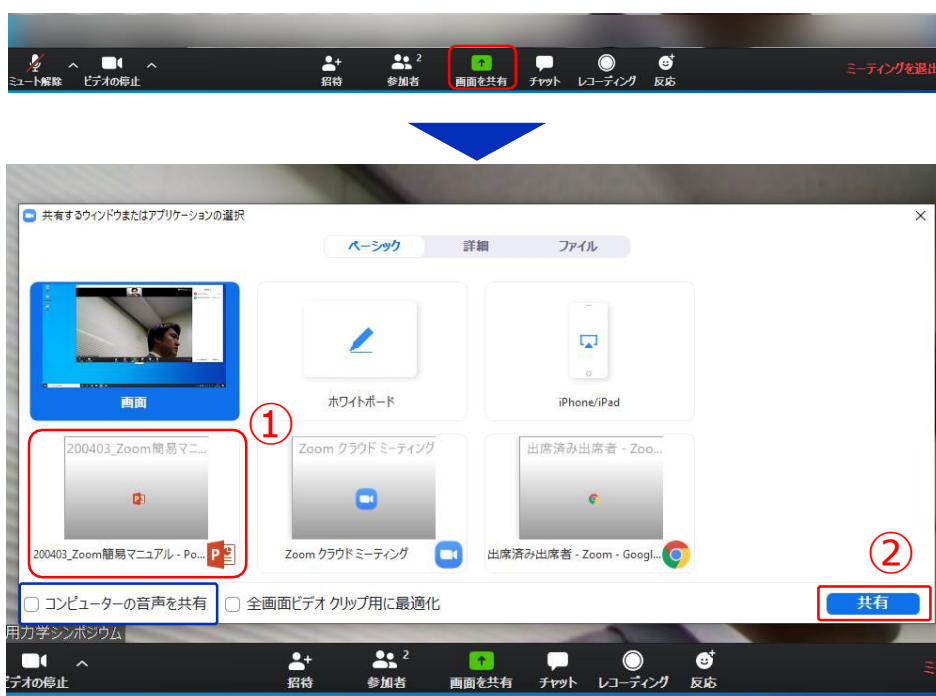 2
ミュート解除 ビデオの停止 招待 参加者 画面を共有 チャット レコーディング 反応 ミーティングを退出
共有するウィンドウまたはアプリケーションの選択
ベーシック 詳細 ファイル
画面 ホワイトボード iPhone/iPad
①
200403_Zoom簡易マニ... Zoom クラウド ミーティング 出席済み出席者 - Zoo...
200403_Zoom簡易マニュアル - Po... Zoom クラウド ミーティング 出席済み出席者 - Zoom - Googl...
②
コンピューターの音声を共有 全画面ビデオ クリップ用に最適化 共有
用力学シンポジウム
2
デオの停止 招待 参加者 画面を共有 チャット レコーディング 反応 ミ